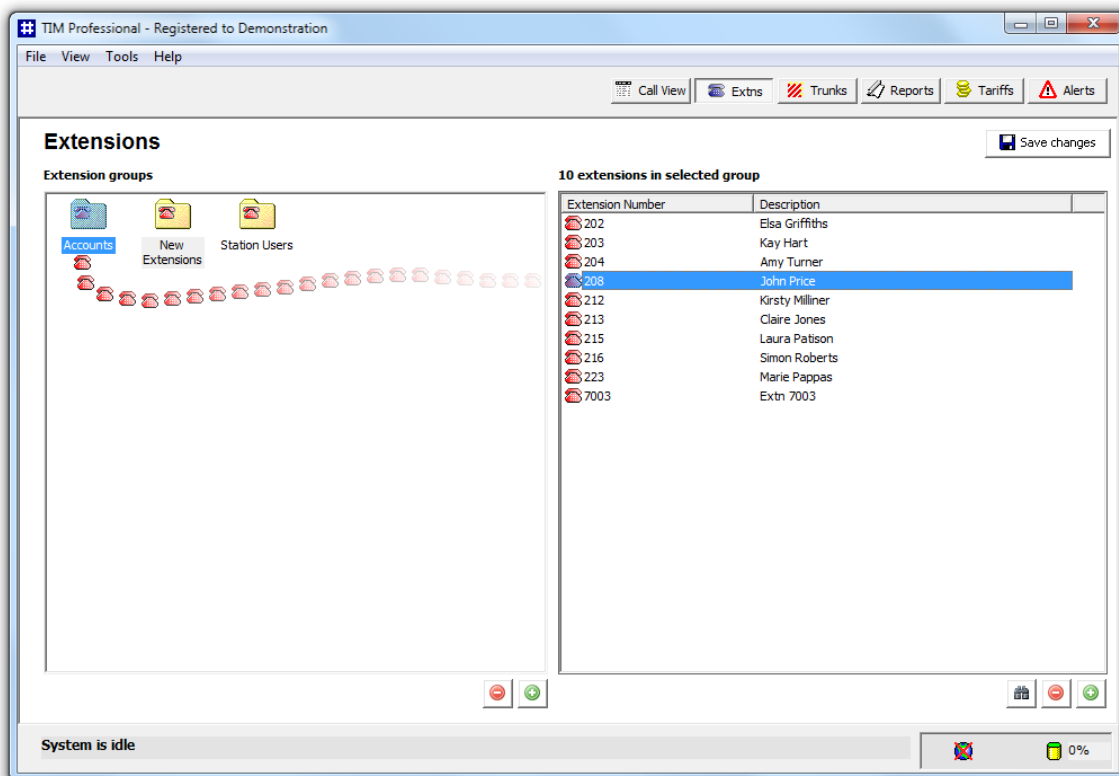 TIM Professional - Registered to Demonstration
File View Tools Help
Call View Extns Trunks Reports Tariffs Alerts
Extensions
Save changes
Extension groups
Accounts
New
Extensions
Station Users
10 extensions in selected group
Extension Number Description
202 Elsa Griffiths
203 Kay Hart
204 Amy Turner
208 John Price
212 Kirsty Milliner
213 Claire Jones
215 Laura Patison
216 Simon Roberts
223 Marie Pappas
7003 Extn 7003
System is idle
0%